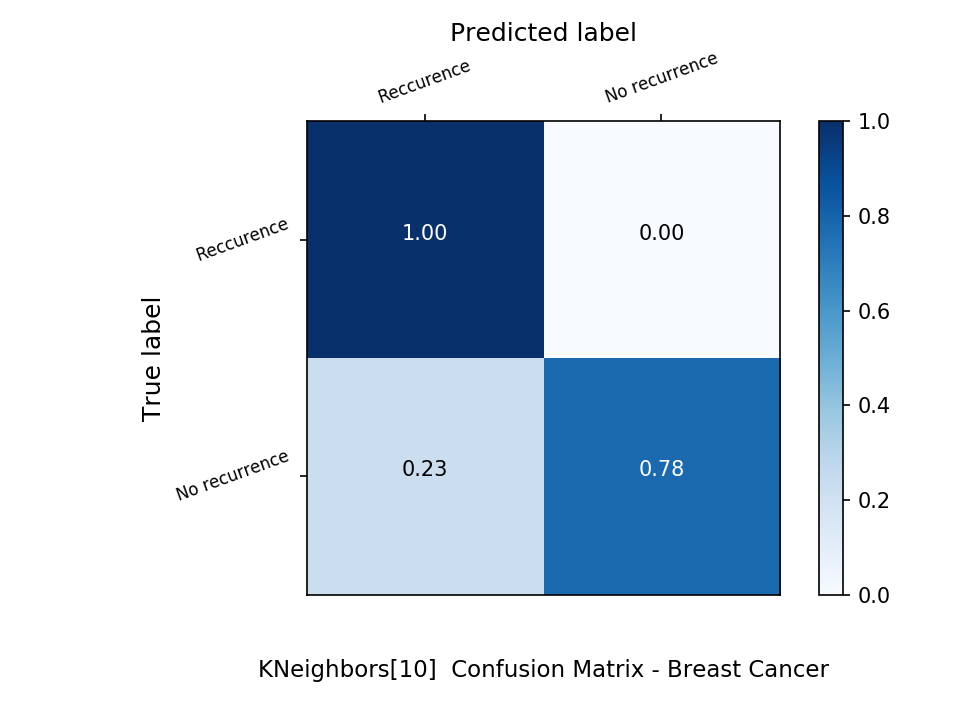 Predicted label
Reccurence
No recurrence
1.0
0.8
0.6
0.4
0.2
0.0
True label
Reccurence
1.00
0.00
No recurrence
0.23
0.78
KNeighbors[10]  Confusion Matrix - Breast Cancer